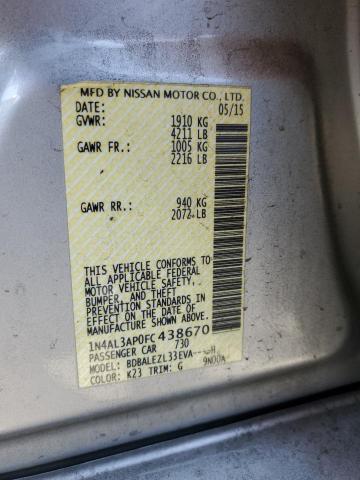 MFD BY NISSAN MOTOR CO., LTD.
DATE: 05/15
GVWR: 1910 KG
4211 LB
GAWR FR: 1005 KG
2216 LB
GAWR RR: 940 KG
2072 LB
THIS VEHICLE CONFORMS TO
ALL APPLICABLE FEDERAL
MOTOR VEHICLE SAFETY,
BUMPER, AND THEFT
PREVENTION STANDARDS IN
EFFECT ON THE DATE OF
MANUFACTURE SHOWN ABOVE.
1N4AL3AP0FC438670
PASSENGER CAR 730
MODEL: BDBALEZL33EVA
COLOR: K23 TRIM: G 9N00A